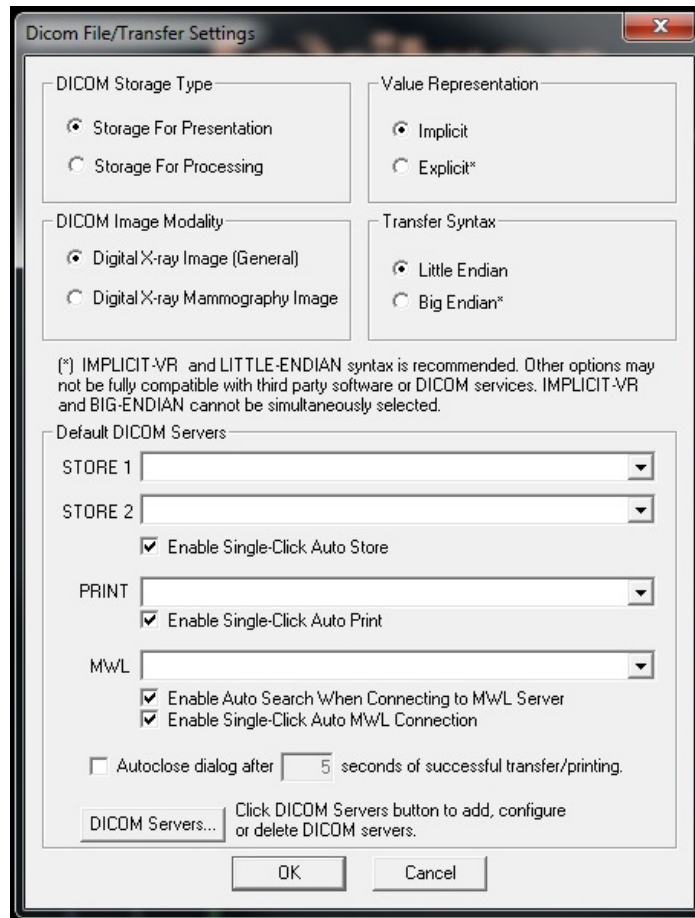 Dicom File/Transfer Settings
DICOM Storage Type
Storage For Presentation
Storage For Processing
Value Representation
Implicit
Explicit*
DICOM Image Modality
Digital X-ray Image (General)
Digital X-ray Mammography Image
Transfer Syntax
Little Endian
Big Endian*
(*) IMPLICIT-VR and LITTLE-ENDIAN syntax is recommended. Other options may
not be fully compatible with third party software or DICOM services. IMPLICIT-VR
and BIG-ENDIAN cannot be simultaneously selected.
Default DICOM Servers
STORE 1
STORE 2
Enable Single-Click Auto Store
PRINT
Enable Single-Click Auto Print
MWL
Enable Auto Search When Connecting to MWL Server
Enable Single-Click Auto MWL Connection
Autoclose dialog after 5 seconds of successful transfer/printing.
DICOM Servers...
Click DICOM Servers button to add, configure
or delete DICOM servers.
OK
Cancel